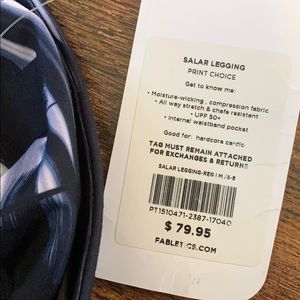 SALAR LEGGING
PRINT CHOICE
Get to know me:
• Moisture-wicking, compression fabric
• All way stretch & chafe resistant
• UPF 50+
• Internal waistband pocket
Good for: hardcore cardio
TAG MUST REMAIN ATTACHED
FOR EXCHANGES & RETURNS
SALAR LEGGING-REG | M /6-8
PT1510471-2387-17040
$ 79.95
FABLETICS.COM